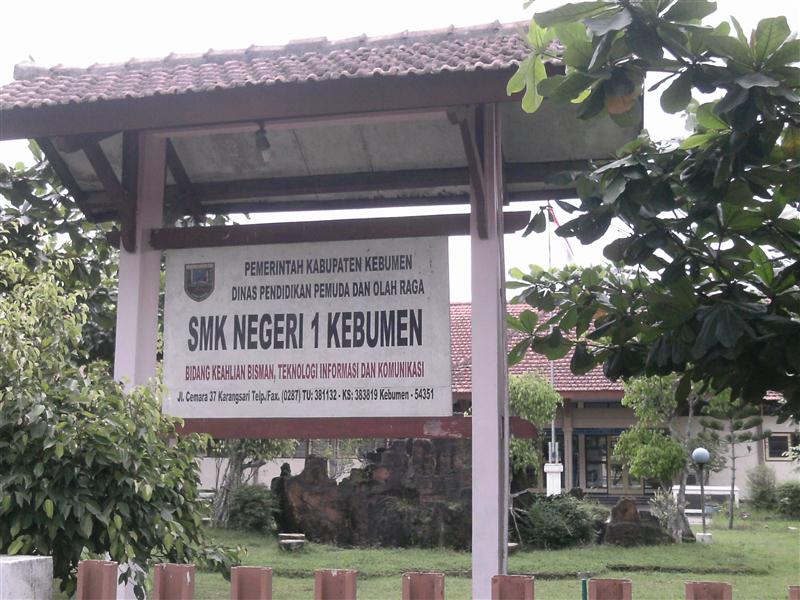 PEMERINTAH KABUPATEN KEBUMEN
DINAS PENDIDIKAN PEMUDA DAN OLAH RAGA
SMK NEGERI 1 KEBUMEN
BIDANG KEAHLIAN BISMAN, TEKNOLOGI INFORMASI DAN KOMUNIKASI
Jl. Cemara 37 Karangsari Telp./Fax. (0287) TU: 381132 - KS: 383819 Kebumen - 54351